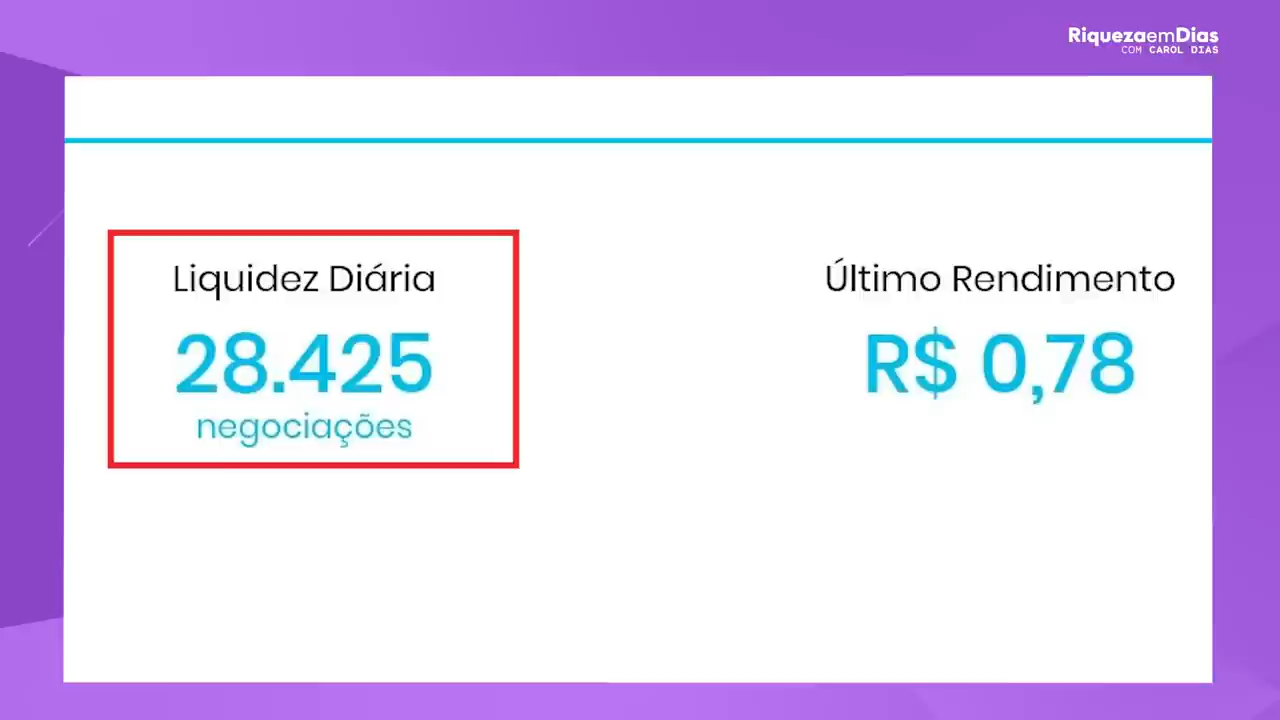 RiquezaemDias
COM CAROL DIAS
Liquidez Diária
28.425
negociações
Último Rendimento
R$ 0,78